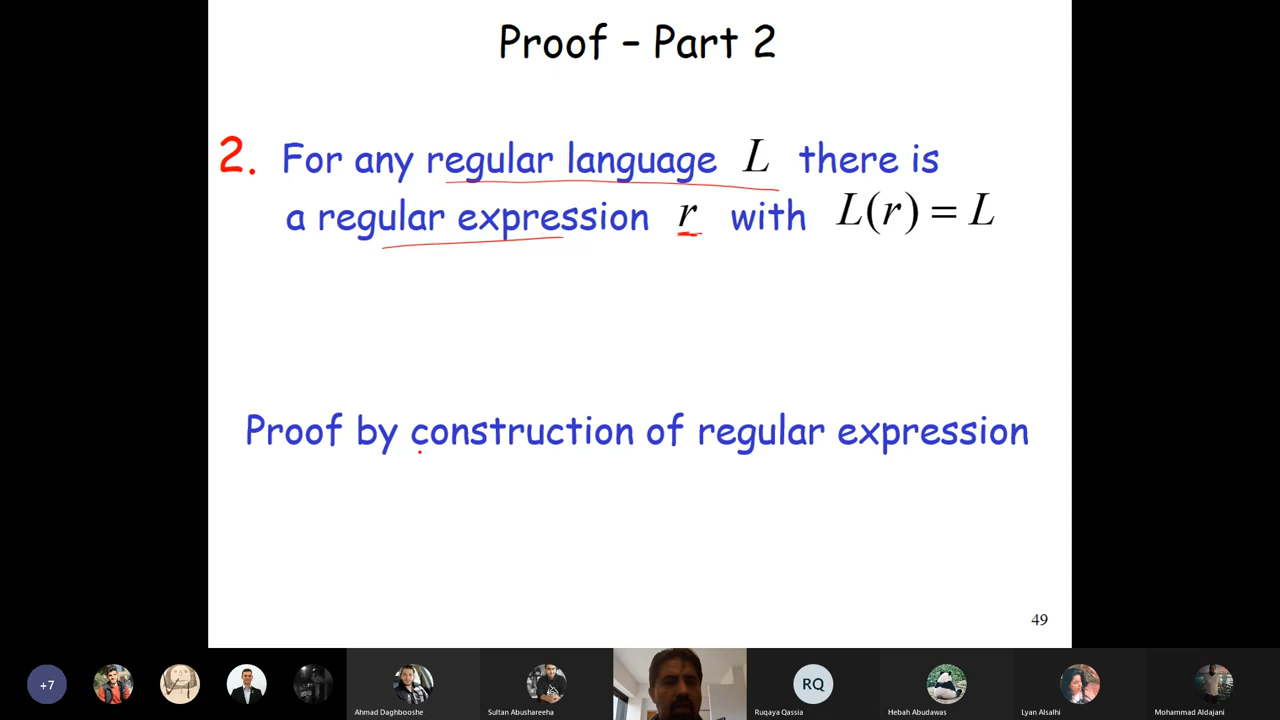 Proof – Part 2
2. For any regular language L there is
a regular expression r with L(r) = L
Proof by construction of regular expression
49
+7
RQ
Ahmad Daghbooshe
Sultan Abushareeha
Ruqaya Qassia
Hebah Abudawas
Lyan Alsalhi
Mohammad Aldajani